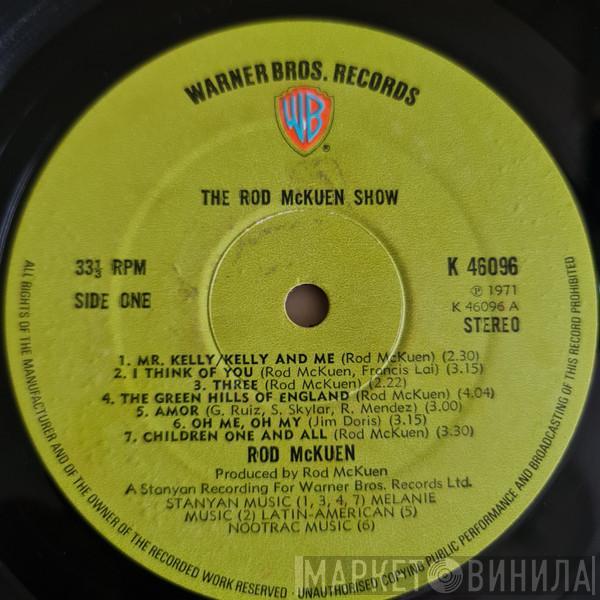 WARNER BROS. RECORDS
WB
®
THE ROD McKUEN SHOW
33⅓ RPM
SIDE ONE
K 46096
Ⓟ 1971
K 46096 A
STEREO
1. MR. KELLY/KELLY AND ME (Rod McKuen) (2.30)
2. I THINK OF YOU (Rod McKuen, Francis Lai) (3.15)
3. THREE (Rod McKuen) (2.22)
4. THE GREEN HILLS OF ENGLAND (Rod McKuen) (4.04)
5. AMOR (G. Ruiz, S. Skylar, R. Mendez) (3.00)
6. OH ME, OH MY (Jim Doris) (3.15)
7. CHILDREN ONE AND ALL (Rod McKuen) (3.30)
ROD McKUEN
Produced by Rod McKuen
A Stanyan Recording For Warner Bros. Records Ltd.
STANYAN MUSIC (1, 3, 4, 7) MELANIE
MUSIC (2) LATIN-AMERICAN (5)
NOOTRAC MUSIC (6)
ALL RIGHTS OF THE MANUFACTURER AND OF THE OWNER OF THE RECORDED WORK RESERVED · UNAUTHORISED COPYING PUBLIC PERFORMANCE AND BROADCASTING OF THIS RECORD PROHIBITED
МАРКЕТ ВИНИЛА